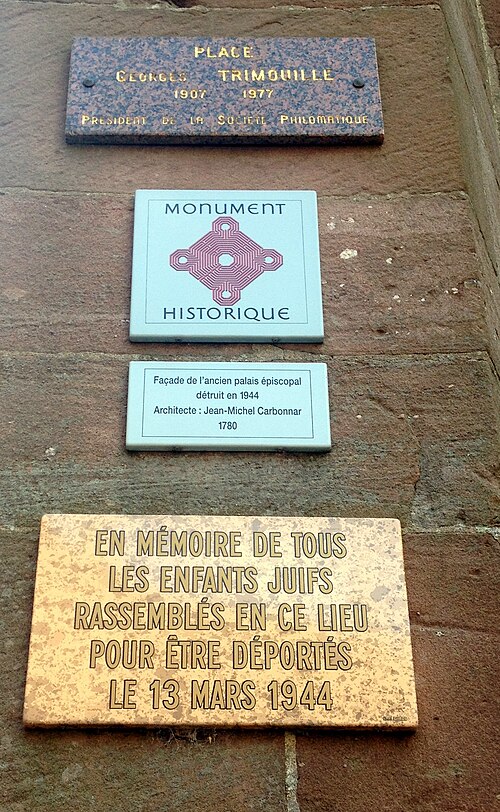 PLACE
GEORGES TRIMOUILLE
1907 1977
PRÉSIDENT DE LA SOCIÉTÉ PHILOMATIQUE
MONUMENT
HISTORIQUE
Façade de l'ancien palais épiscopal
détruit en 1944
Architecte : Jean-Michel Carbonnar
1780
EN MÉMOIRE DE TOUS
LES ENFANTS JUIFS
RASSEMBLÉS EN CE LIEU
POUR ÊTRE DÉPORTÉS
LE 13 MARS 1944